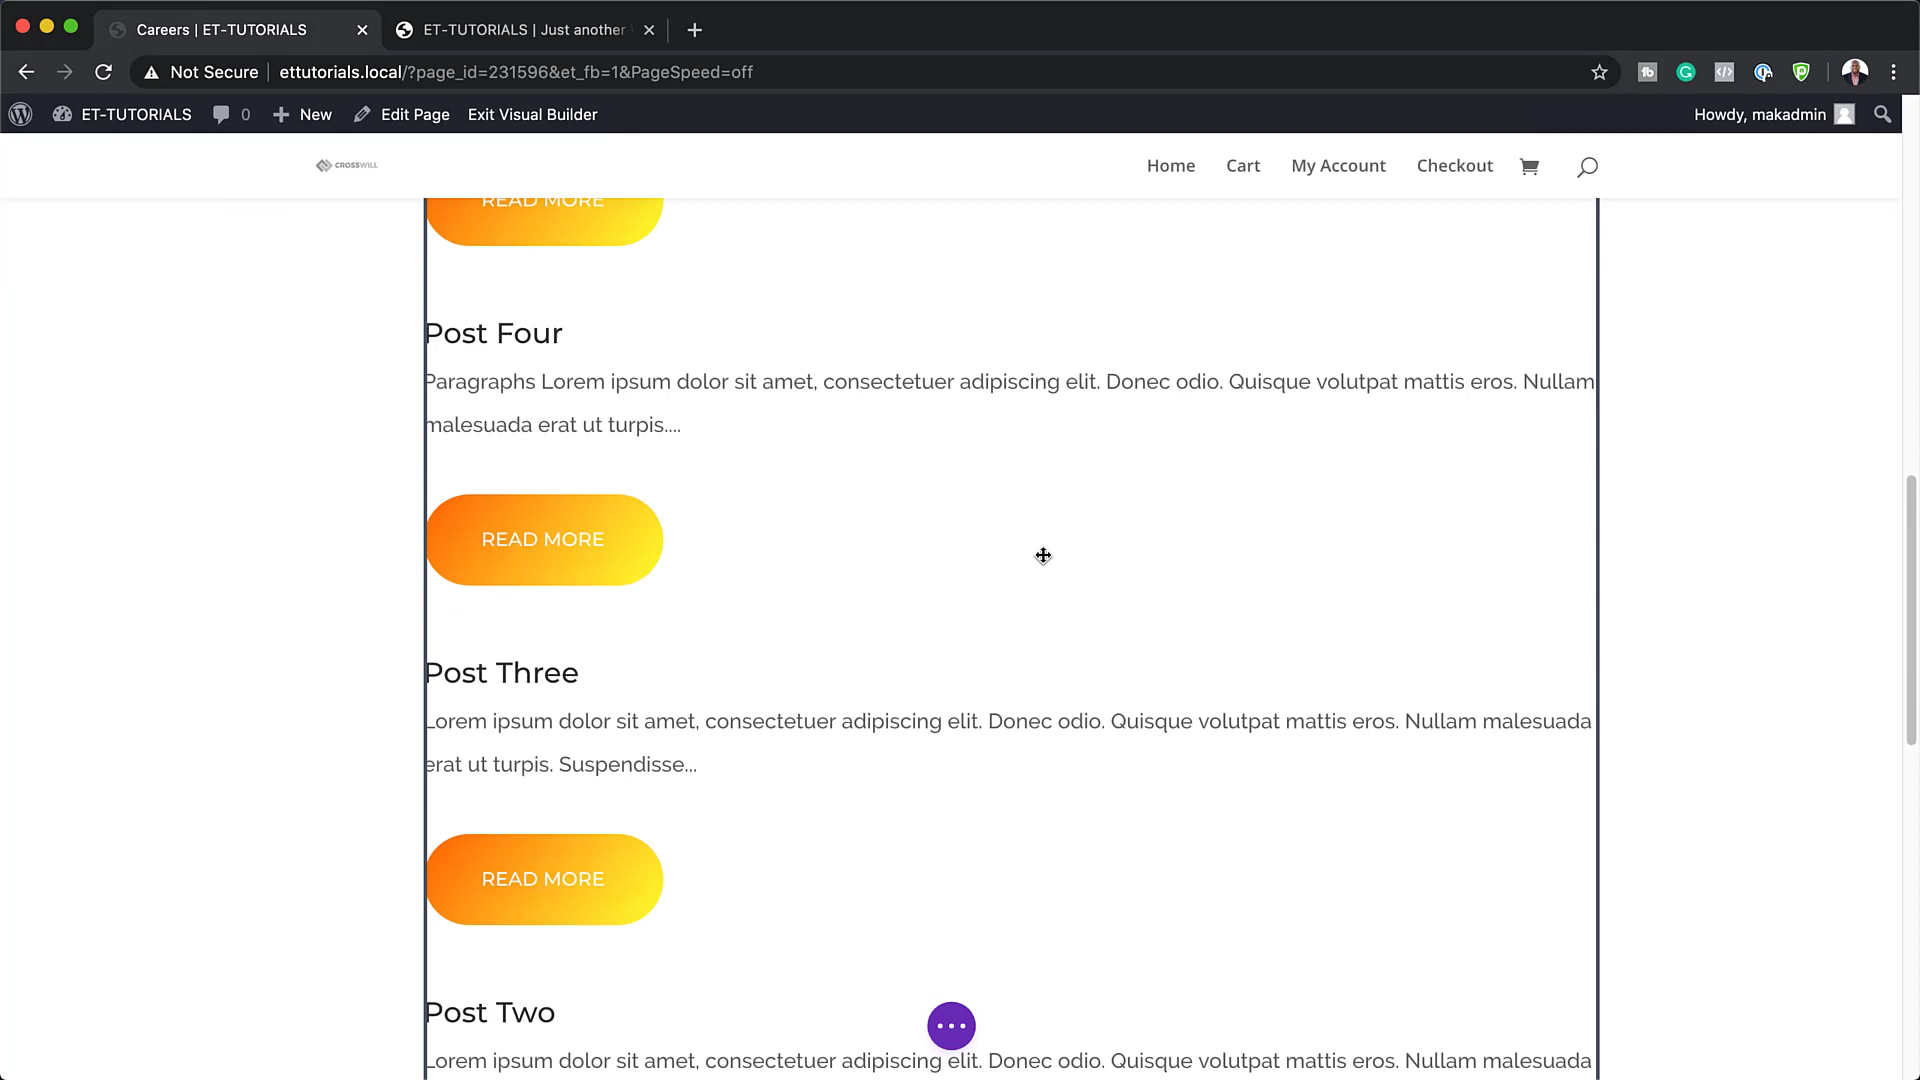 Careers | ET-TUTORIALS
ET-TUTORIALS | Just another
Not Secure
ettutorials.local/?page_id=231596&et_fb=1&PageSpeed=off
ET-TUTORIALS
0
New
Edit Page
Exit Visual Builder
Howdy, makadmin
CROSSWILL
Home
Cart
My Account
Checkout
READ MORE
Post Four
Paragraphs Lorem ipsum dolor sit amet, consectetuer adipiscing elit. Donec odio. Quisque volutpat mattis eros. Nullam
malesuada erat ut turpis....
READ MORE
Post Three
Lorem ipsum dolor sit amet, consectetuer adipiscing elit. Donec odio. Quisque volutpat mattis eros. Nullam malesuada
erat ut turpis. Suspendisse...
READ MORE
Post Two
Lorem ipsum dolor sit amet, consectetuer adipiscing elit. Donec odio. Quisque volutpat mattis eros. Nullam malesuada